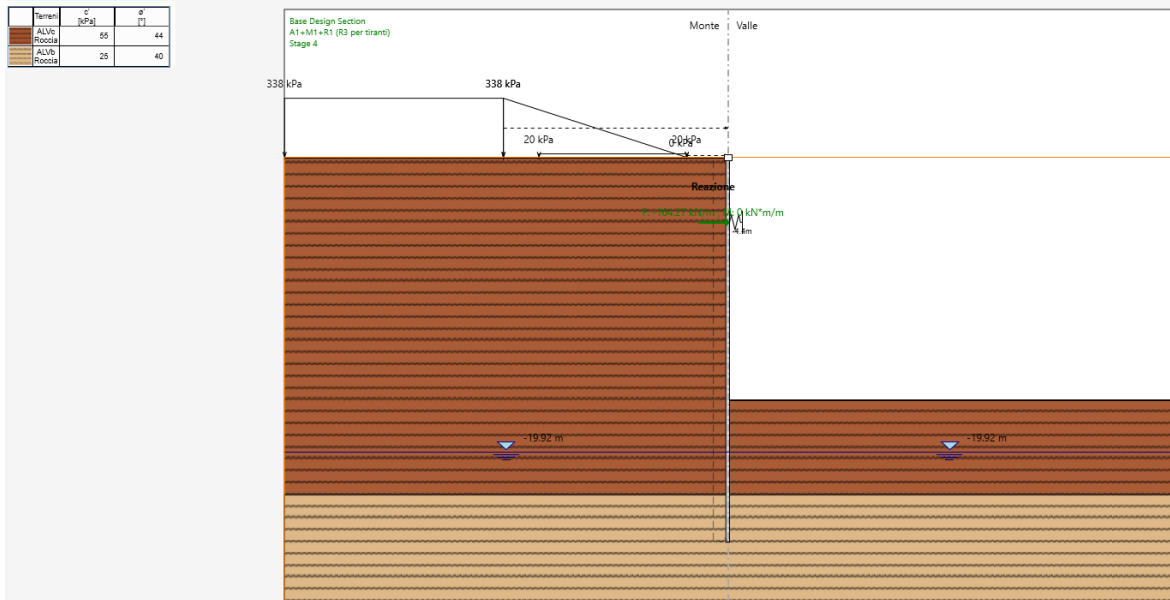 Terreni c' ø'
[kPa] [°]
ALVc
Roccia 55 44
ALVb
Roccia 25 40
Base Design Section
A1+M1+R1 (R3 per tiranti)
Stage 4
Monte Valle
338 kPa 338 kPa
20 kPa 20 kPa
0 kPa
Reazione
kN*m/m
-19.92 m -19.92 m